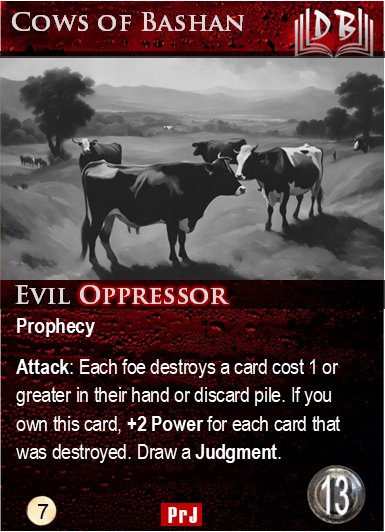 Cows of Bashan
DB
Evil Oppressor
Prophecy
Attack: Each foe destroys a card cost 1 or
greater in their hand or discard pile. If you
own this card, +2 Power for each card that
was destroyed. Draw a Judgment.
7
PrJ
13